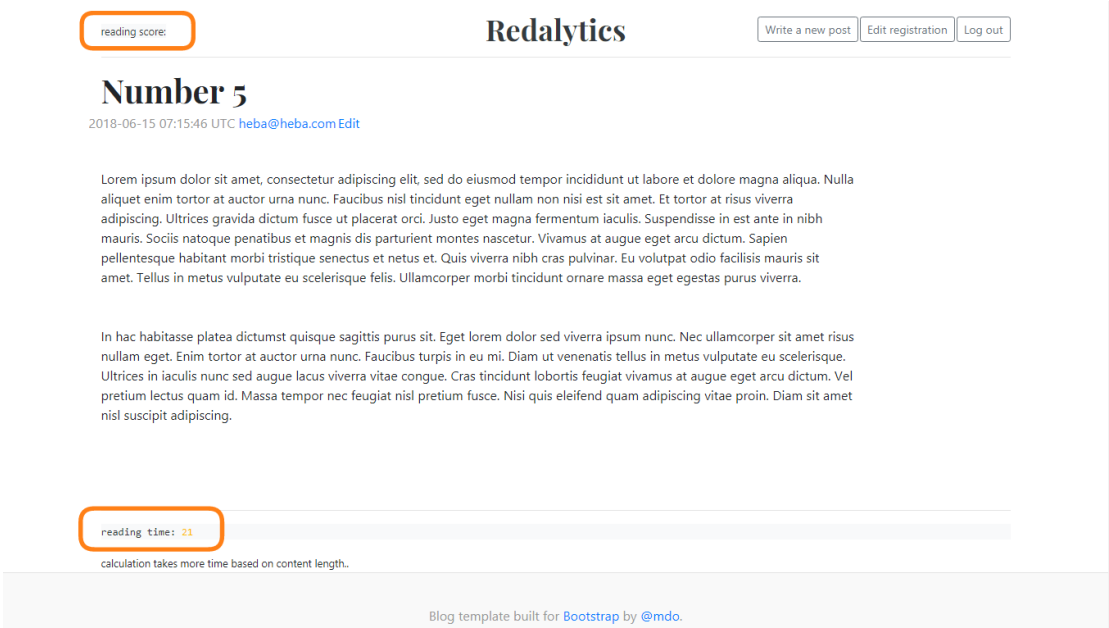 reading score:
Redalytics
Write a new post
Edit registration
Log out
Number 5
2018-06-15 07:15:46 UTC heba@heba.com Edit
Lorem ipsum dolor sit amet, consectetur adipiscing elit, sed do eiusmod tempor incididunt ut labore et dolore magna aliqua. Nulla
aliquet enim tortor at auctor urna nunc. Faucibus nisl tincidunt eget nullam non nisi est sit amet. Et tortor at risus viverra
adipiscing. Ultrices gravida dictum fusce ut placerat orci. Justo eget magna fermentum iaculis. Suspendisse in est ante in nibh
mauris. Sociis natoque penatibus et magnis dis parturient montes nascetur. Vivamus at augue eget arcu dictum. Sapien
pellentesque habitant morbi tristique senectus et netus et. Quis viverra nibh cras pulvinar. Eu volutpat odio facilisis mauris sit
amet. Tellus in metus vulputate eu scelerisque felis. Ullamcorper morbi tincidunt ornare massa eget egestas purus viverra.
In hac habitasse platea dictumst quisque sagittis purus sit. Eget lorem dolor sed viverra ipsum nunc. Nec ullamcorper sit amet risus
nullam eget. Enim tortor at auctor urna nunc. Faucibus turpis in eu mi. Diam ut venenatis tellus in metus vulputate eu scelerisque.
Ultrices in iaculis nunc sed augue lacus viverra vitae congue. Cras tincidunt lobortis feugiat vivamus at augue eget arcu dictum. Vel
pretium lectus quam id. Massa tempor nec feugiat nisl pretium fusce. Nisi quis eleifend quam adipiscing vitae proin. Diam sit amet
nisl suscipit adipiscing.
reading time: 21
calculation takes more time based on content length..
Blog template built for Bootstrap by @mdo.